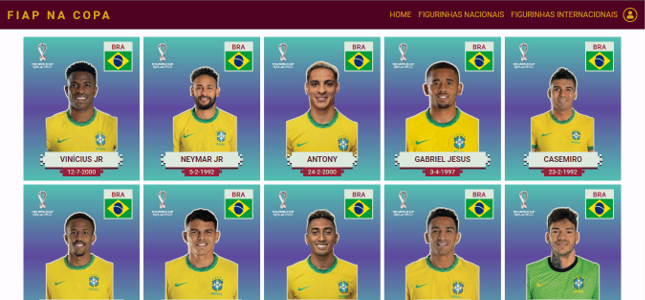 FIAP NA COPA
HOME FIGURINHAS NACIONAIS FIGURINHAS INTERNACIONAIS
BRA BRA BRA BRA BRA
VINÍCIUS JR NEYMAR JR ANTONY GABRIEL JESUS CASEMIRO
12-7-2000 5-2-1992 24-2-2000 3-4-1997 23-2-1992
BRA BRA BRA BRA BRA